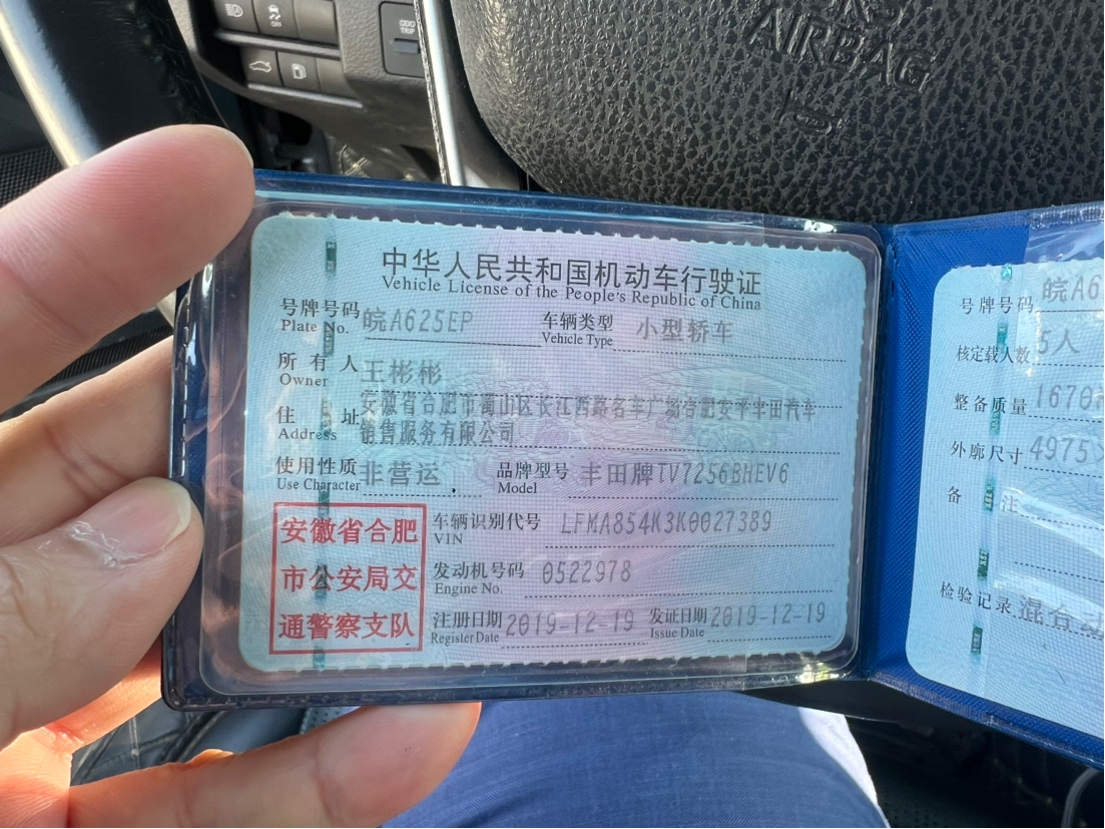 TRIP
AIRBAG
中华人民共和国机动车行驶证
Vehicle License of the People's Republic of China
号牌号码 皖A625EP 车辆类型 小型轿车
Plate No. Vehicle Type
所有人 王彬彬
Owner
住址 安徽省合肥市蜀山区长江西路名车广场合肥安平丰田汽车
Address 销售服务有限公司
使用性质 非营运 品牌型号 丰田牌TV7256BHEV6
Use Character Model
安徽省合肥
市公安局交
通警察支队
车辆识别代号 LFMA854K3K0027389
VIN
发动机号码 0522978
Engine No.
注册日期 2019-12-19 发证日期 2019-12-19
Register Date Issue Date
号牌号码 皖A6
核定载人数 5人
整备质量 1670
外廓尺寸 4975×
备注
检验记录 混合动